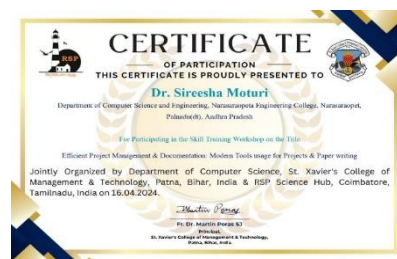 RSP
CERTIFICATE
OF PARTICIPATION
THIS CERTIFICATE IS PROUDLY PRESENTED TO
Dr. Sireesha Moturi
Department of Computer Science and Engineering, Narasaraopeta Engineering College, Narasaraopet,
Palnadu(dt), Andhra Pradesh
For Participating in the Skill Training Workshop on the Title
Efficient Project Management & Documentation: Modern Tools usage for Projects & Paper writing
Jointly Organized by Department of Computer Science, St. Xavier's College of
Management & Technology, Patna, Bihar, India & RSP Science Hub, Coimbatore,
Tamilnadu, India on 16.04.2024.
Martin Poras
Fr. Dr. Martin Poras SJ
Principal,
St. Xavier's College of Management & Technology,
Patna, Bihar, India.